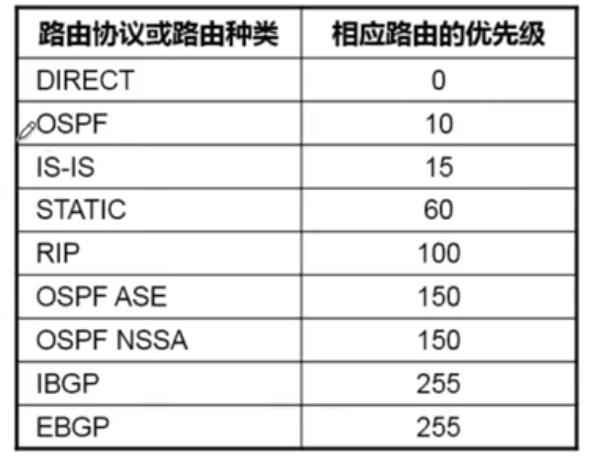 路由协议或路由种类 相应路由的优先级
DIRECT 0
OSPF 10
IS-IS 15
STATIC 60
RIP 100
OSPF ASE 150
OSPF NSSA 150
IBGP 255
EBGP 255